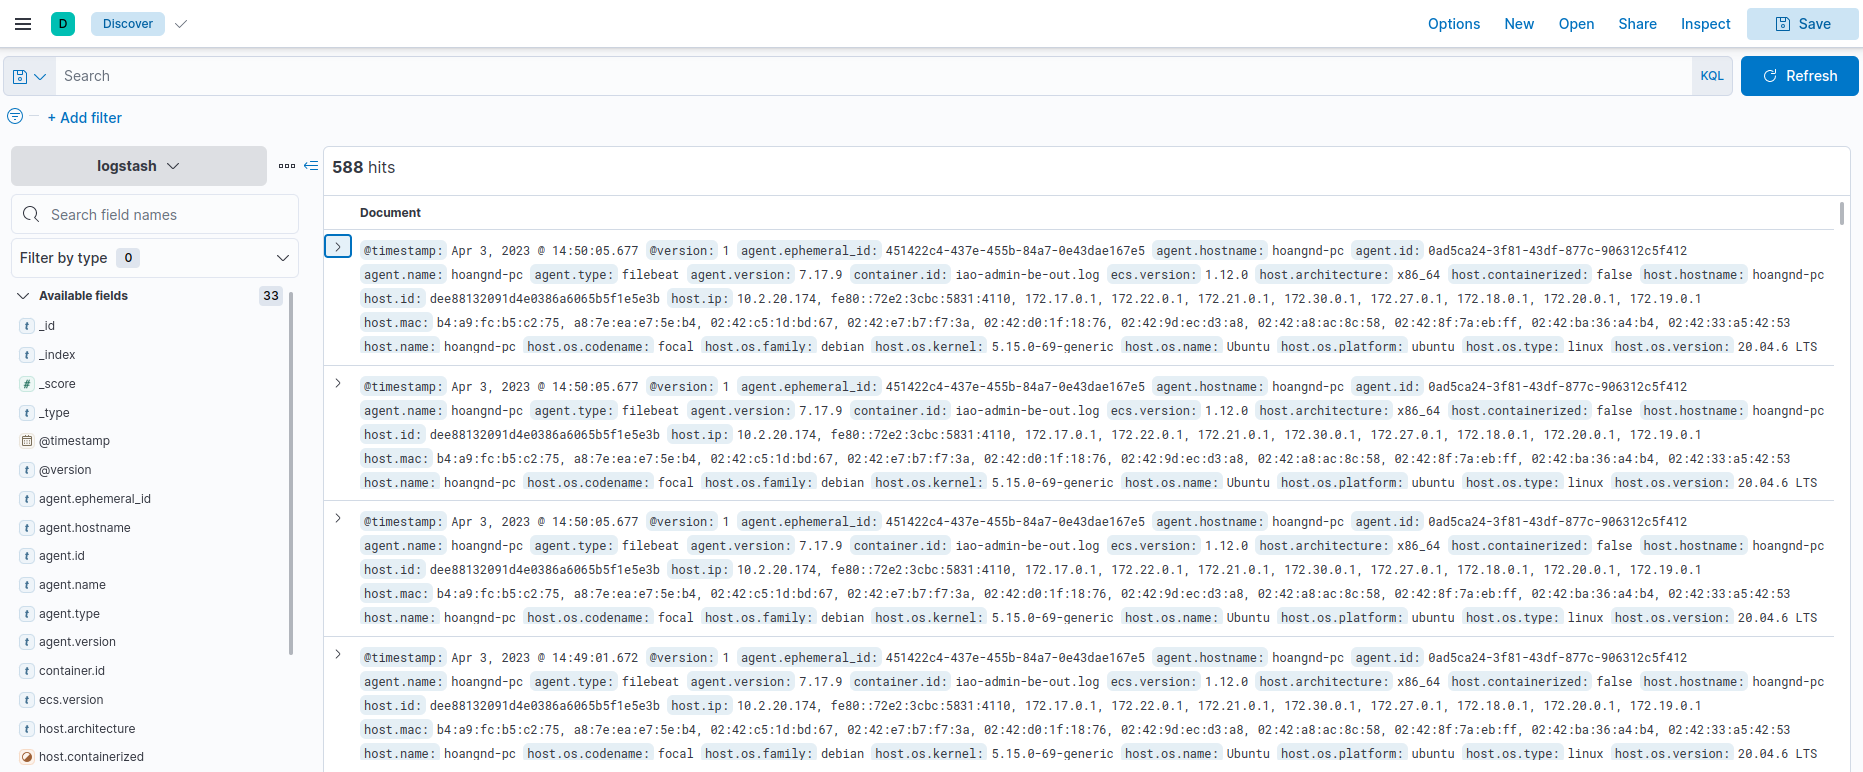 D Discover Options New Open Share Inspect Save
Search KQL Refresh
+ Add filter
logstash
Search field names
Filter by type 0
Available fields 33
t _id
t _index
# _score
t _type
@timestamp
t @version
t agent.ephemeral_id
t agent.hostname
t agent.id
t agent.name
t agent.type
t agent.version
t container.id
t ecs.version
t host.architecture
host.containerized
588 hits
Document
@timestamp: Apr 3, 2023 @ 14:50:05.677 @version: 1 agent.ephemeral_id: 451422c4-437e-455b-84a7-0e43dae167e5 agent.hostname: hoangnd-pc agent.id: 0ad5ca24-3f81-43df-877c-906312c5f412
agent.name: hoangnd-pc agent.type: filebeat agent.version: 7.17.9 container.id: iao-admin-be-out.log ecs.version: 1.12.0 host.architecture: x86_64 host.containerized: false host.hostname: hoangnd-pc
host.id: dee88132091d4e0386a6065b5f1e5e3b host.ip: 10.2.20.174, fe80::72e2:3cbc:5831:4110, 172.17.0.1, 172.22.0.1, 172.21.0.1, 172.30.0.1, 172.27.0.1, 172.18.0.1, 172.20.0.1, 172.19.0.1
host.mac: b4:a9:fc:b5:c2:75, a8:7e:ea:e7:5e:b4, 02:42:c5:1d:bd:67, 02:42:e7:b7:f7:3a, 02:42:d0:1f:18:76, 02:42:9d:ec:d3:a8, 02:42:a8:ac:8c:58, 02:42:8f:7a:eb:ff, 02:42:ba:36:a4:b4, 02:42:33:a5:42:53
host.name: hoangnd-pc host.os.codename: focal host.os.family: debian host.os.kernel: 5.15.0-69-generic host.os.name: Ubuntu host.os.platform: ubuntu host.os.type: linux host.os.version: 20.04.6 LTS
@timestamp: Apr 3, 2023 @ 14:50:05.677 @version: 1 agent.ephemeral_id: 451422c4-437e-455b-84a7-0e43dae167e5 agent.hostname: hoangnd-pc agent.id: 0ad5ca24-3f81-43df-877c-906312c5f412
agent.name: hoangnd-pc agent.type: filebeat agent.version: 7.17.9 container.id: iao-admin-be-out.log ecs.version: 1.12.0 host.architecture: x86_64 host.containerized: false host.hostname: hoangnd-pc
host.id: dee88132091d4e0386a6065b5f1e5e3b host.ip: 10.2.20.174, fe80::72e2:3cbc:5831:4110, 172.17.0.1, 172.22.0.1, 172.21.0.1, 172.30.0.1, 172.27.0.1, 172.18.0.1, 172.20.0.1, 172.19.0.1
host.mac: b4:a9:fc:b5:c2:75, a8:7e:ea:e7:5e:b4, 02:42:c5:1d:bd:67, 02:42:e7:b7:f7:3a, 02:42:d0:1f:18:76, 02:42:9d:ec:d3:a8, 02:42:a8:ac:8c:58, 02:42:8f:7a:eb:ff, 02:42:ba:36:a4:b4, 02:42:33:a5:42:53
host.name: hoangnd-pc host.os.codename: focal host.os.family: debian host.os.kernel: 5.15.0-69-generic host.os.name: Ubuntu host.os.platform: ubuntu host.os.type: linux host.os.version: 20.04.6 LTS
@timestamp: Apr 3, 2023 @ 14:50:05.677 @version: 1 agent.ephemeral_id: 451422c4-437e-455b-84a7-0e43dae167e5 agent.hostname: hoangnd-pc agent.id: 0ad5ca24-3f81-43df-877c-906312c5f412
agent.name: hoangnd-pc agent.type: filebeat agent.version: 7.17.9 container.id: iao-admin-be-out.log ecs.version: 1.12.0 host.architecture: x86_64 host.containerized: false host.hostname: hoangnd-pc
host.id: dee88132091d4e0386a6065b5f1e5e3b host.ip: 10.2.20.174, fe80::72e2:3cbc:5831:4110, 172.17.0.1, 172.22.0.1, 172.21.0.1, 172.30.0.1, 172.27.0.1, 172.18.0.1, 172.20.0.1, 172.19.0.1
host.mac: b4:a9:fc:b5:c2:75, a8:7e:ea:e7:5e:b4, 02:42:c5:1d:bd:67, 02:42:e7:b7:f7:3a, 02:42:d0:1f:18:76, 02:42:9d:ec:d3:a8, 02:42:a8:ac:8c:58, 02:42:8f:7a:eb:ff, 02:42:ba:36:a4:b4, 02:42:33:a5:42:53
host.name: hoangnd-pc host.os.codename: focal host.os.family: debian host.os.kernel: 5.15.0-69-generic host.os.name: Ubuntu host.os.platform: ubuntu host.os.type: linux host.os.version: 20.04.6 LTS
@timestamp: Apr 3, 2023 @ 14:49:01.672 @version: 1 agent.ephemeral_id: 451422c4-437e-455b-84a7-0e43dae167e5 agent.hostname: hoangnd-pc agent.id: 0ad5ca24-3f81-43df-877c-906312c5f412
agent.name: hoangnd-pc agent.type: filebeat agent.version: 7.17.9 container.id: iao-admin-be-out.log ecs.version: 1.12.0 host.architecture: x86_64 host.containerized: false host.hostname: hoangnd-pc
host.id: dee88132091d4e0386a6065b5f1e5e3b host.ip: 10.2.20.174, fe80::72e2:3cbc:5831:4110, 172.17.0.1, 172.22.0.1, 172.21.0.1, 172.30.0.1, 172.27.0.1, 172.18.0.1, 172.20.0.1, 172.19.0.1
host.mac: b4:a9:fc:b5:c2:75, a8:7e:ea:e7:5e:b4, 02:42:c5:1d:bd:67, 02:42:e7:b7:f7:3a, 02:42:d0:1f:18:76, 02:42:9d:ec:d3:a8, 02:42:a8:ac:8c:58, 02:42:8f:7a:eb:ff, 02:42:ba:36:a4:b4, 02:42:33:a5:42:53
host.name: hoangnd-pc host.os.codename: focal host.os.family: debian host.os.kernel: 5.15.0-69-generic host.os.name: Ubuntu host.os.platform: ubuntu host.os.type: linux host.os.version: 20.04.6 LTS